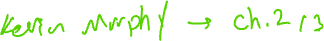 Kevin Murphy → ch. 2, 3